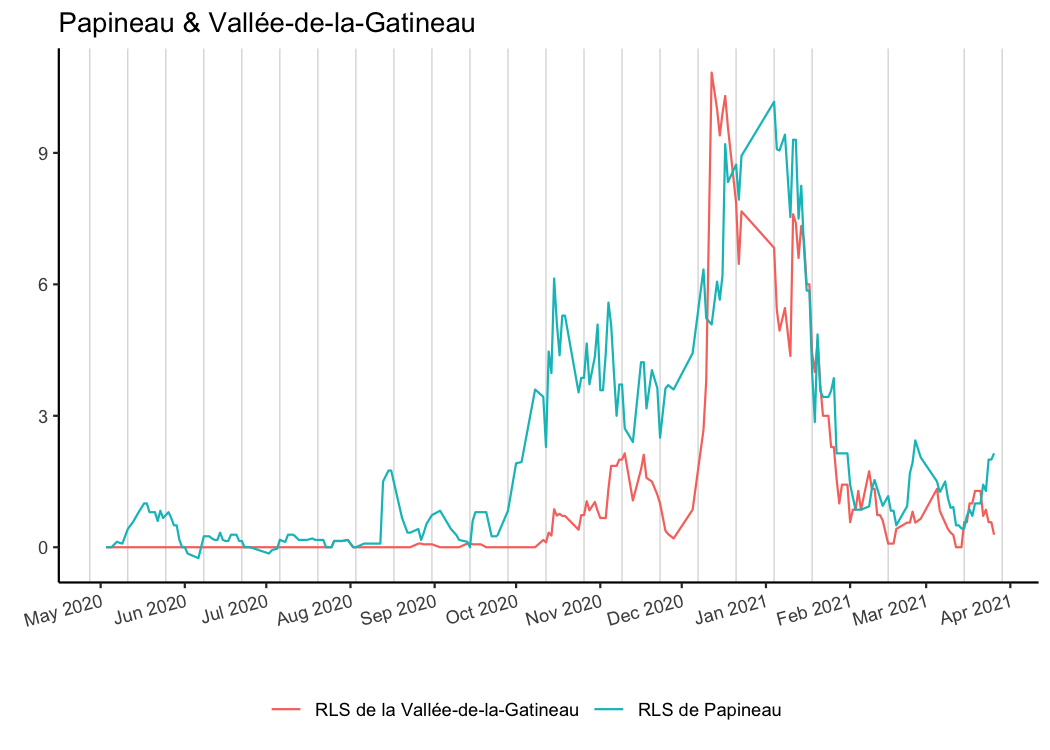 Papineau & Vallée-de-la-Gatineau
9
6
3
0
May 2020 Jun 2020 Jul 2020 Aug 2020 Sep 2020 Oct 2020 Nov 2020 Dec 2020 Jan 2021 Feb 2021 Mar 2021 Apr 2021
RLS de la Vallée-de-la-Gatineau RLS de Papineau